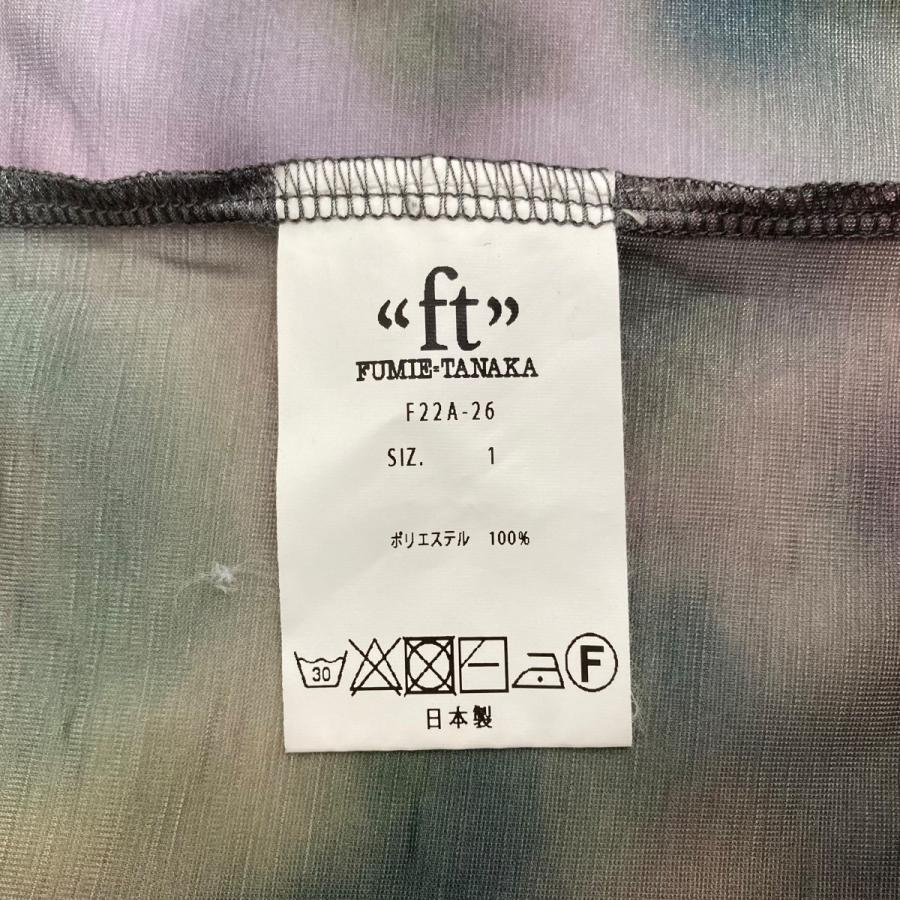 “ft”
FUMIE=TANAKA
F22A-26
SIZ. 1
ポリエステル 100%
30 F
日本製